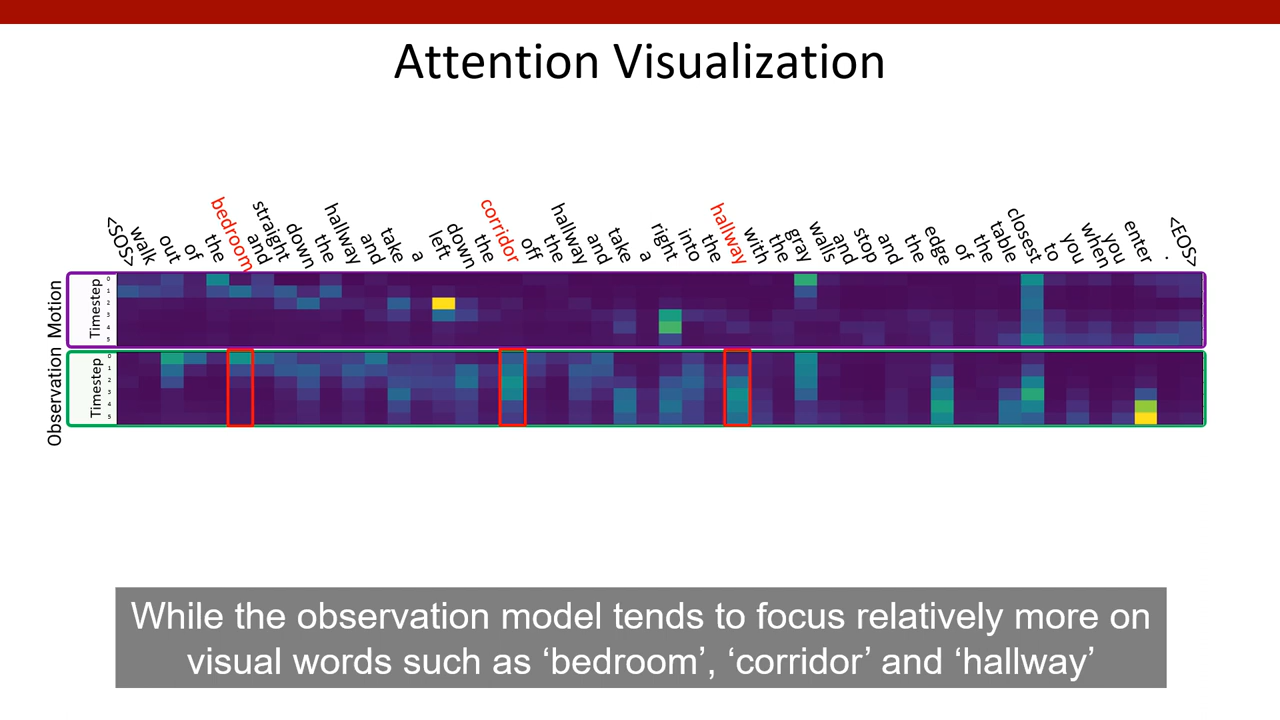 Attention Visualization
<SOS> walk out of the bedroom and straight down the hallway and take a left down the corridor off the hallway and take a right into the hallway with the gray walls and stop and the edge of the table closest to you when you enter . <EOS>
Motion
Timestep
0
1
2
3
4
5
Observation
Timestep
0
1
2
3
4
5
While the observation model tends to focus relatively more on
visual words such as ‘bedroom’, ‘corridor’ and ‘hallway’